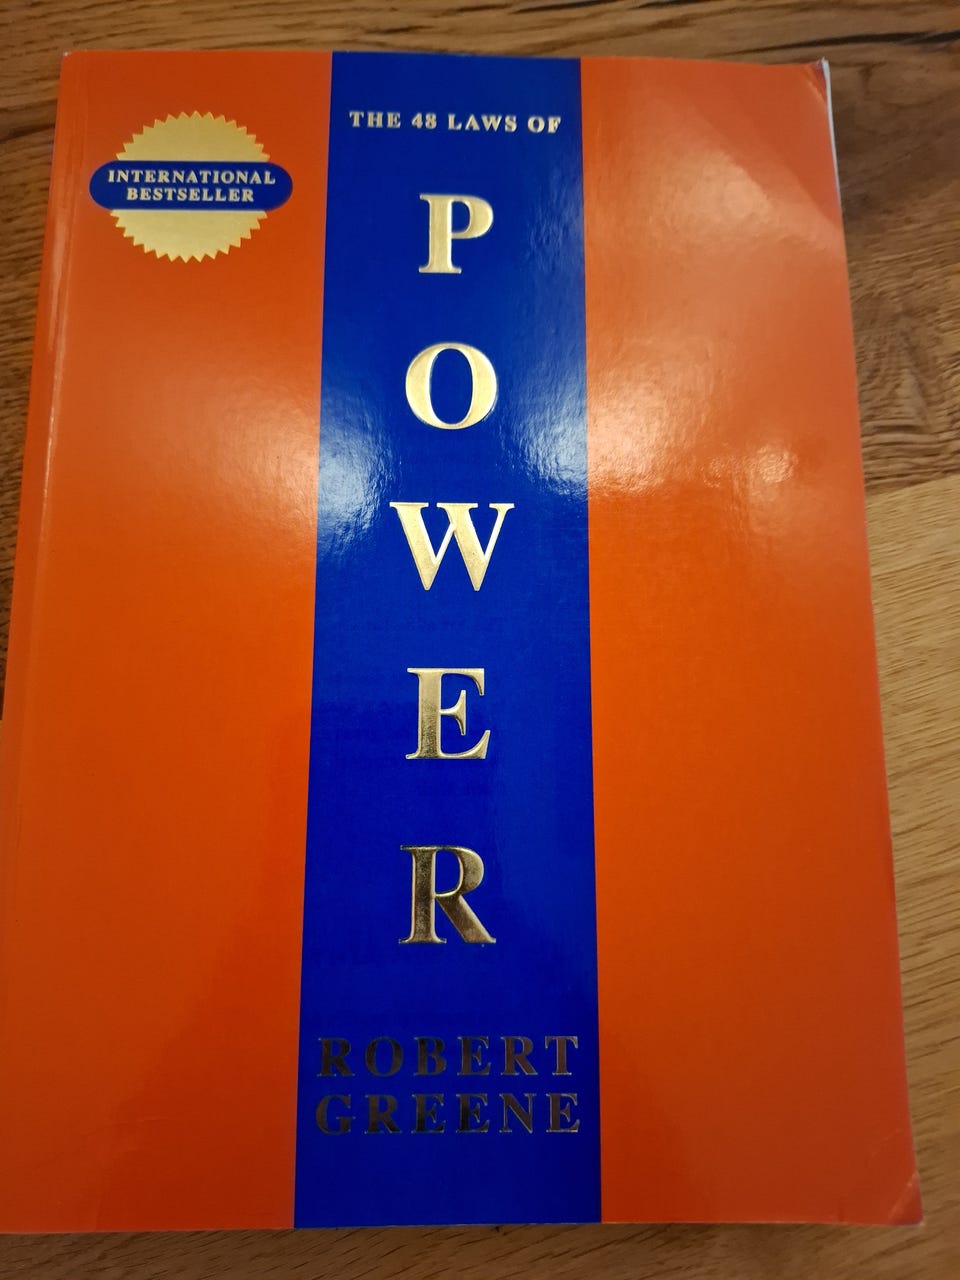 INTERNATIONAL
BESTSELLER
THE 48 LAWS OF
P
O
W
E
R
ROBERT
GREENE